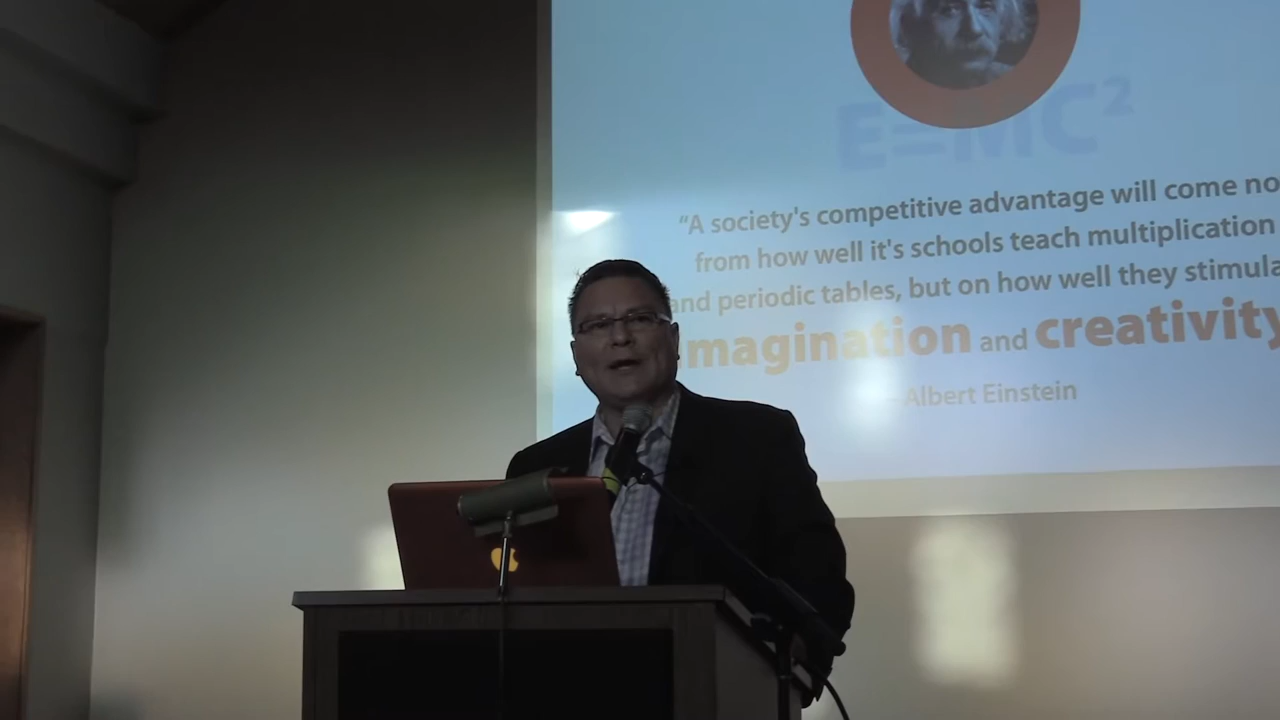 E=MC²
“A society's competitive advantage will come no
from how well it's schools teach multiplication
and periodic tables, but on how well they stimula
magination and creativity
Albert Einstein